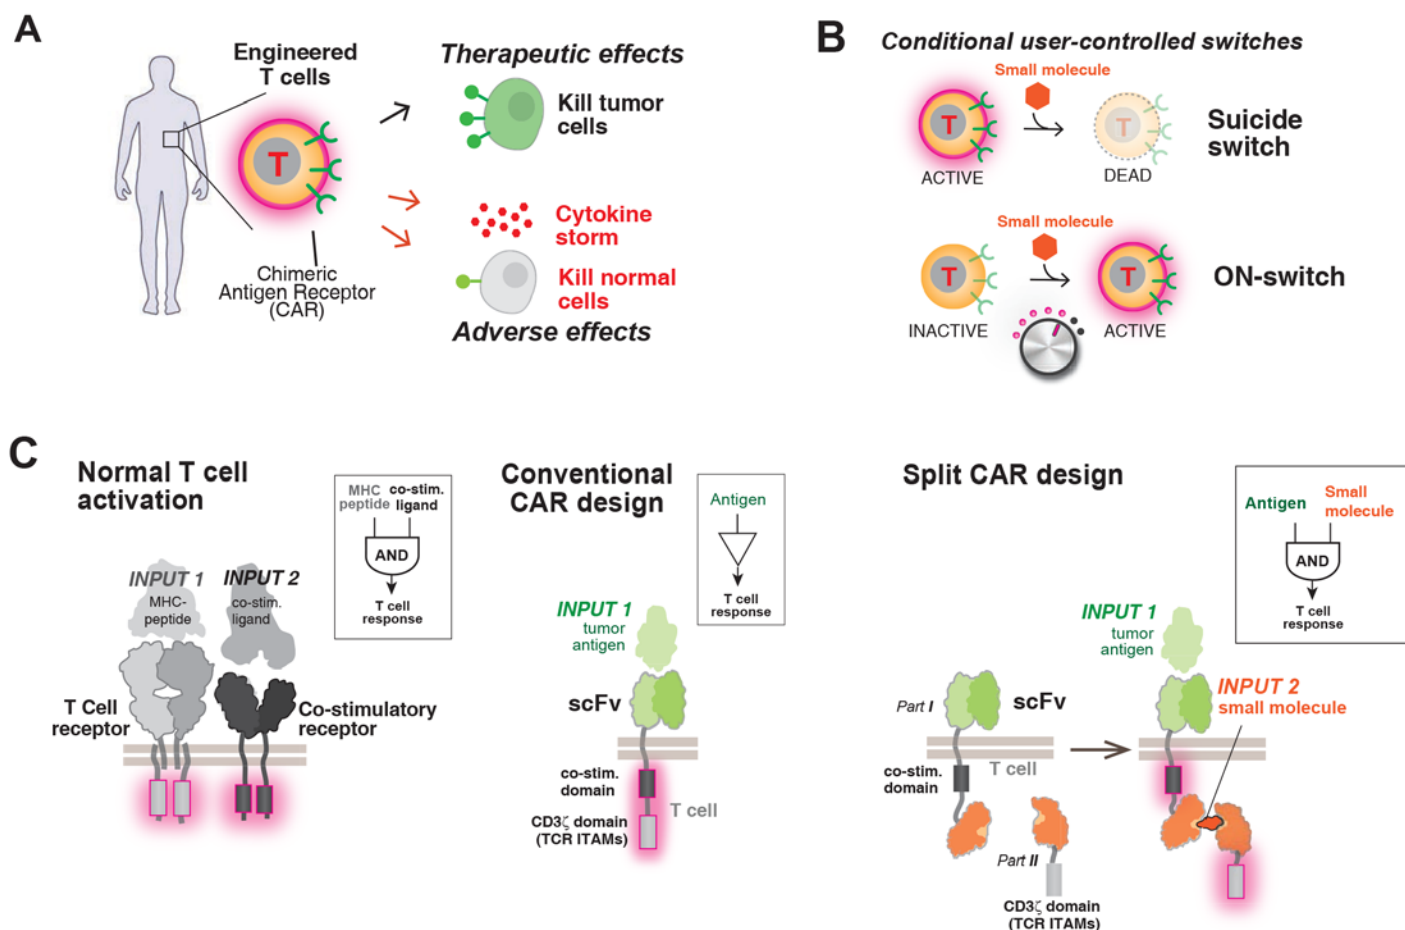 A
Engineered
T cells
T
Chimeric
Antigen Receptor
(CAR)
Therapeutic effects
Kill tumor
cells
Cytokine
storm
Kill normal
cells
Adverse effects
B
Conditional user-controlled switches
Small molecule
T
T
ACTIVE
DEAD
Suicide
switch
Small molecule
T
T
INACTIVE
ACTIVE
ON-switch
C
Normal T cell
activation
MHC
peptide
co-stim.
ligand
AND
T cell
response
INPUT 1
MHC-
peptide
INPUT 2
co-stim.
ligand
T Cell
receptor
Co-stimulatory
receptor
Conventional
CAR design
Antigen
T cell
response
INPUT 1
tumor
antigen
scFv
co-stim.
domain
T cell
CD3ζ domain
(TCR ITAMs)
Split CAR design
Antigen
Small
molecule
AND
T cell
response
Part I
scFv
T cell
co-stim.
domain
Part II
CD3ζ domain
(TCR ITAMs)
INPUT 1
tumor
antigen
INPUT 2
small molecule